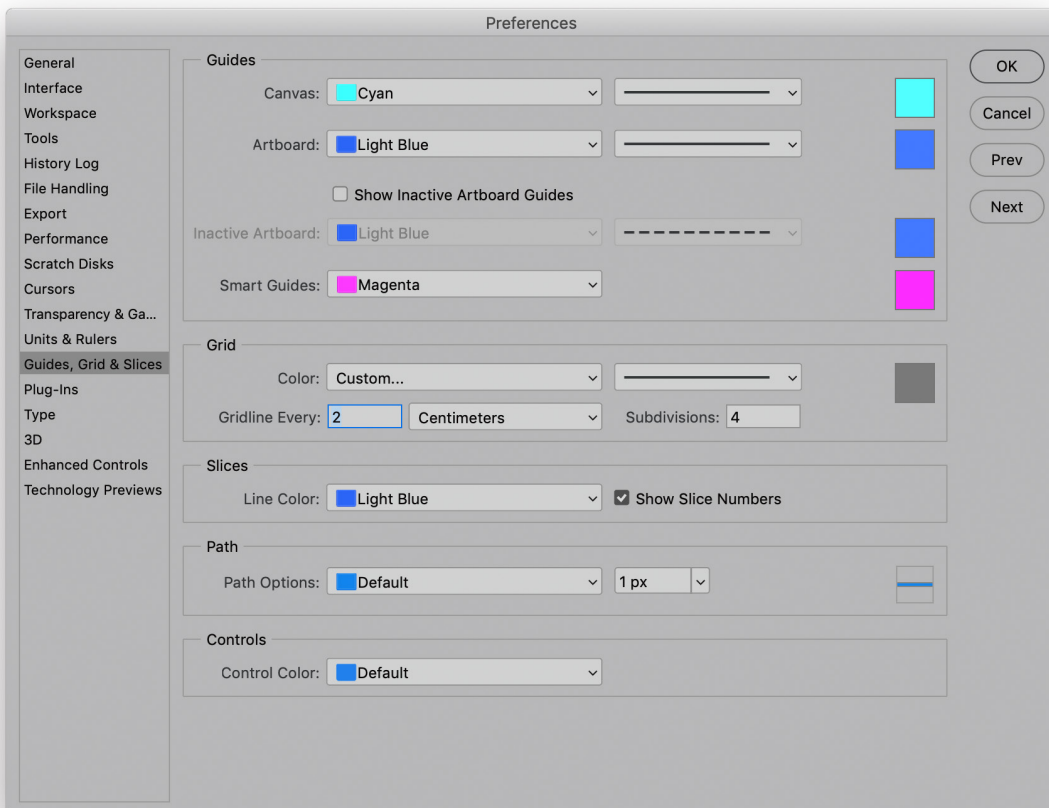 Preferences
General
Interface
Workspace
Tools
History Log
File Handling
Export
Performance
Scratch Disks
Cursors
Transparency & Ga...
Units & Rulers
Guides, Grid & Slices
Plug-Ins
Type
3D
Enhanced Controls
Technology Previews
Guides
Canvas: Cyan
Artboard: Light Blue
Show Inactive Artboard Guides
Inactive Artboard: Light Blue
Smart Guides: Magenta
Grid
Color: Custom...
Gridline Every: 2 Centimeters Subdivisions: 4
Slices
Line Color: Light Blue Show Slice Numbers
Path
Path Options: Default 1 px
Controls
Control Color: Default
OK
Cancel
Prev
Next